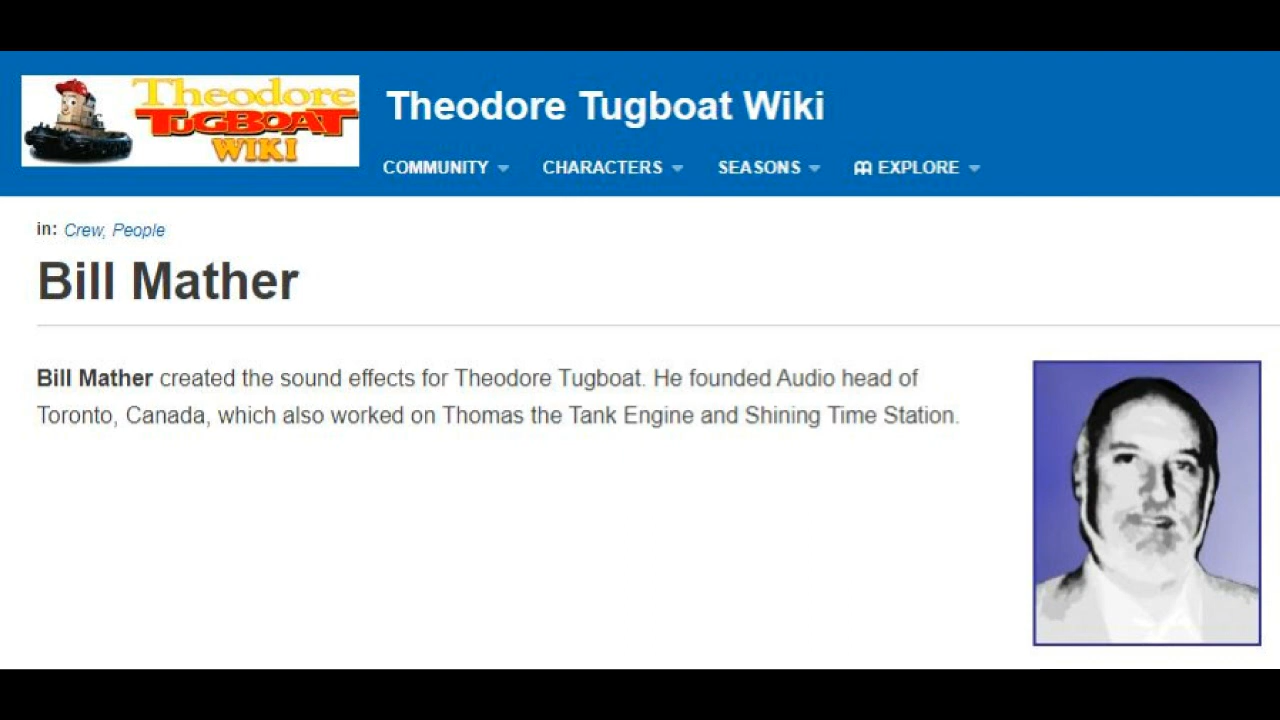 Theodore
TUGBOAT
WIKI
Theodore Tugboat Wiki
COMMUNITY CHARACTERS SEASONS EXPLORE
in: Crew, People
Bill Mather
Bill Mather created the sound effects for Theodore Tugboat. He founded Audio head of
Toronto, Canada, which also worked on Thomas the Tank Engine and Shining Time Station.